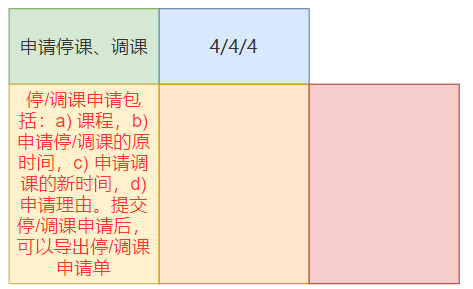 申请停课、调课
4/4/4
停/调课申请包
括：a) 课程，b)
申请停/调课的原
时间，c) 申请调
课的新时间，d)
申请理由。提交
停/调课申请后，
可以导出停/调课
申请单